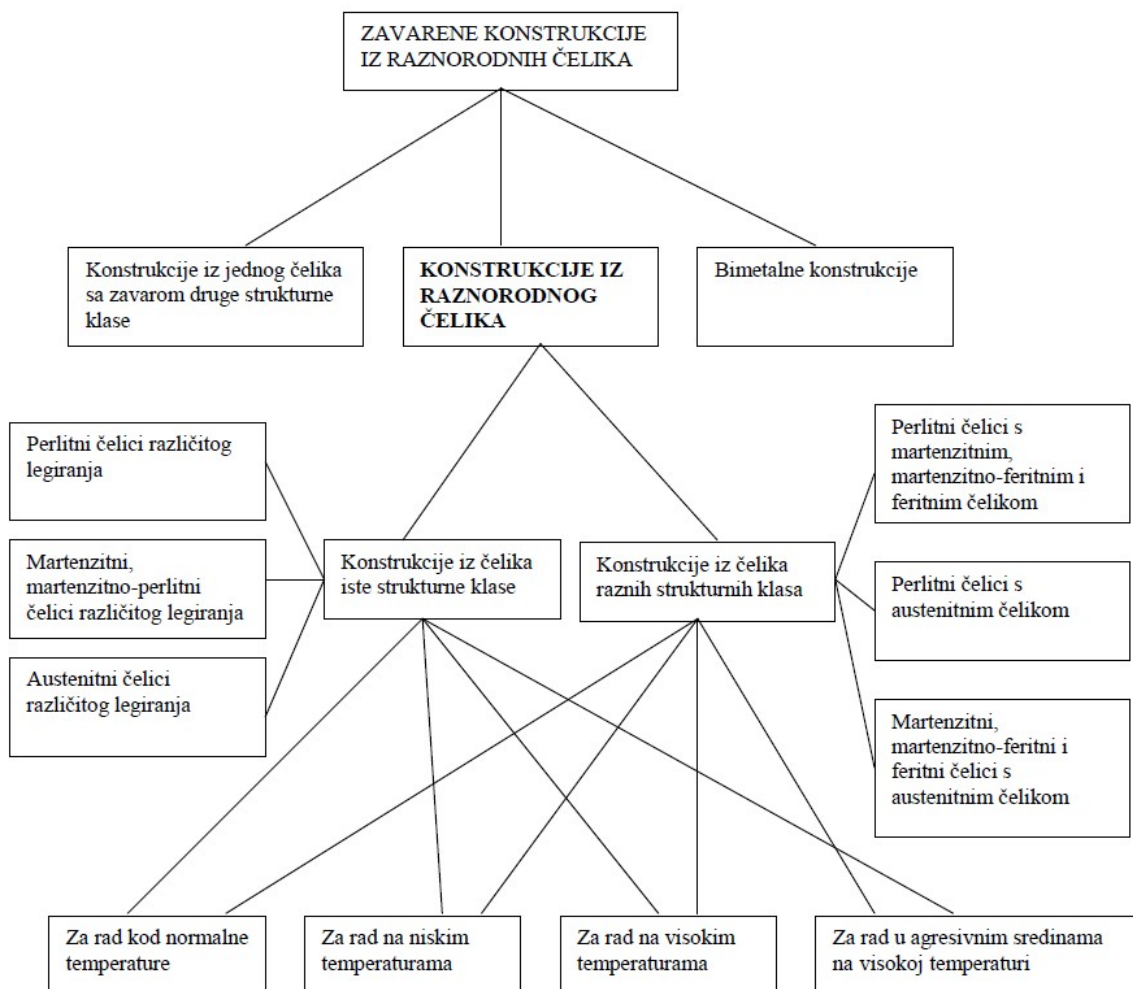 ZAVARENE KONSTRUKCIJE
IZ RAZNORODNIH ČELIKA
Konstrukcije iz jednog čelika
sa zavarom druge strukturne
klase
KONSTRUKCIJE IZ
RAZNORODNOG
ČELIKA
Bimetalne konstrukcije
Perlitni čelici različitog
legiranja
Martenzitni,
martenzitno-perlitni
čelici različitog legiranja
Austenitni čelici
različitog legiranja
Konstrukcije iz čelika
iste strukturne klase
Konstrukcije iz čelika
raznih strukturnih klasa
Perlitni čelici s
martenzitnim,
martenzitno-feritnim i
feritnim čelikom
Perlitni čelici s
austenitnim čelikom
Martenzitni,
martenzitno-feritni i
feritni čelici s
austenitnim čelikom
Za rad kod normalne
temperature
Za rad na niskim
temperaturama
Za rad na visokim
temperaturama
Za rad u agresivnim sredinama
na visokoj temperaturi